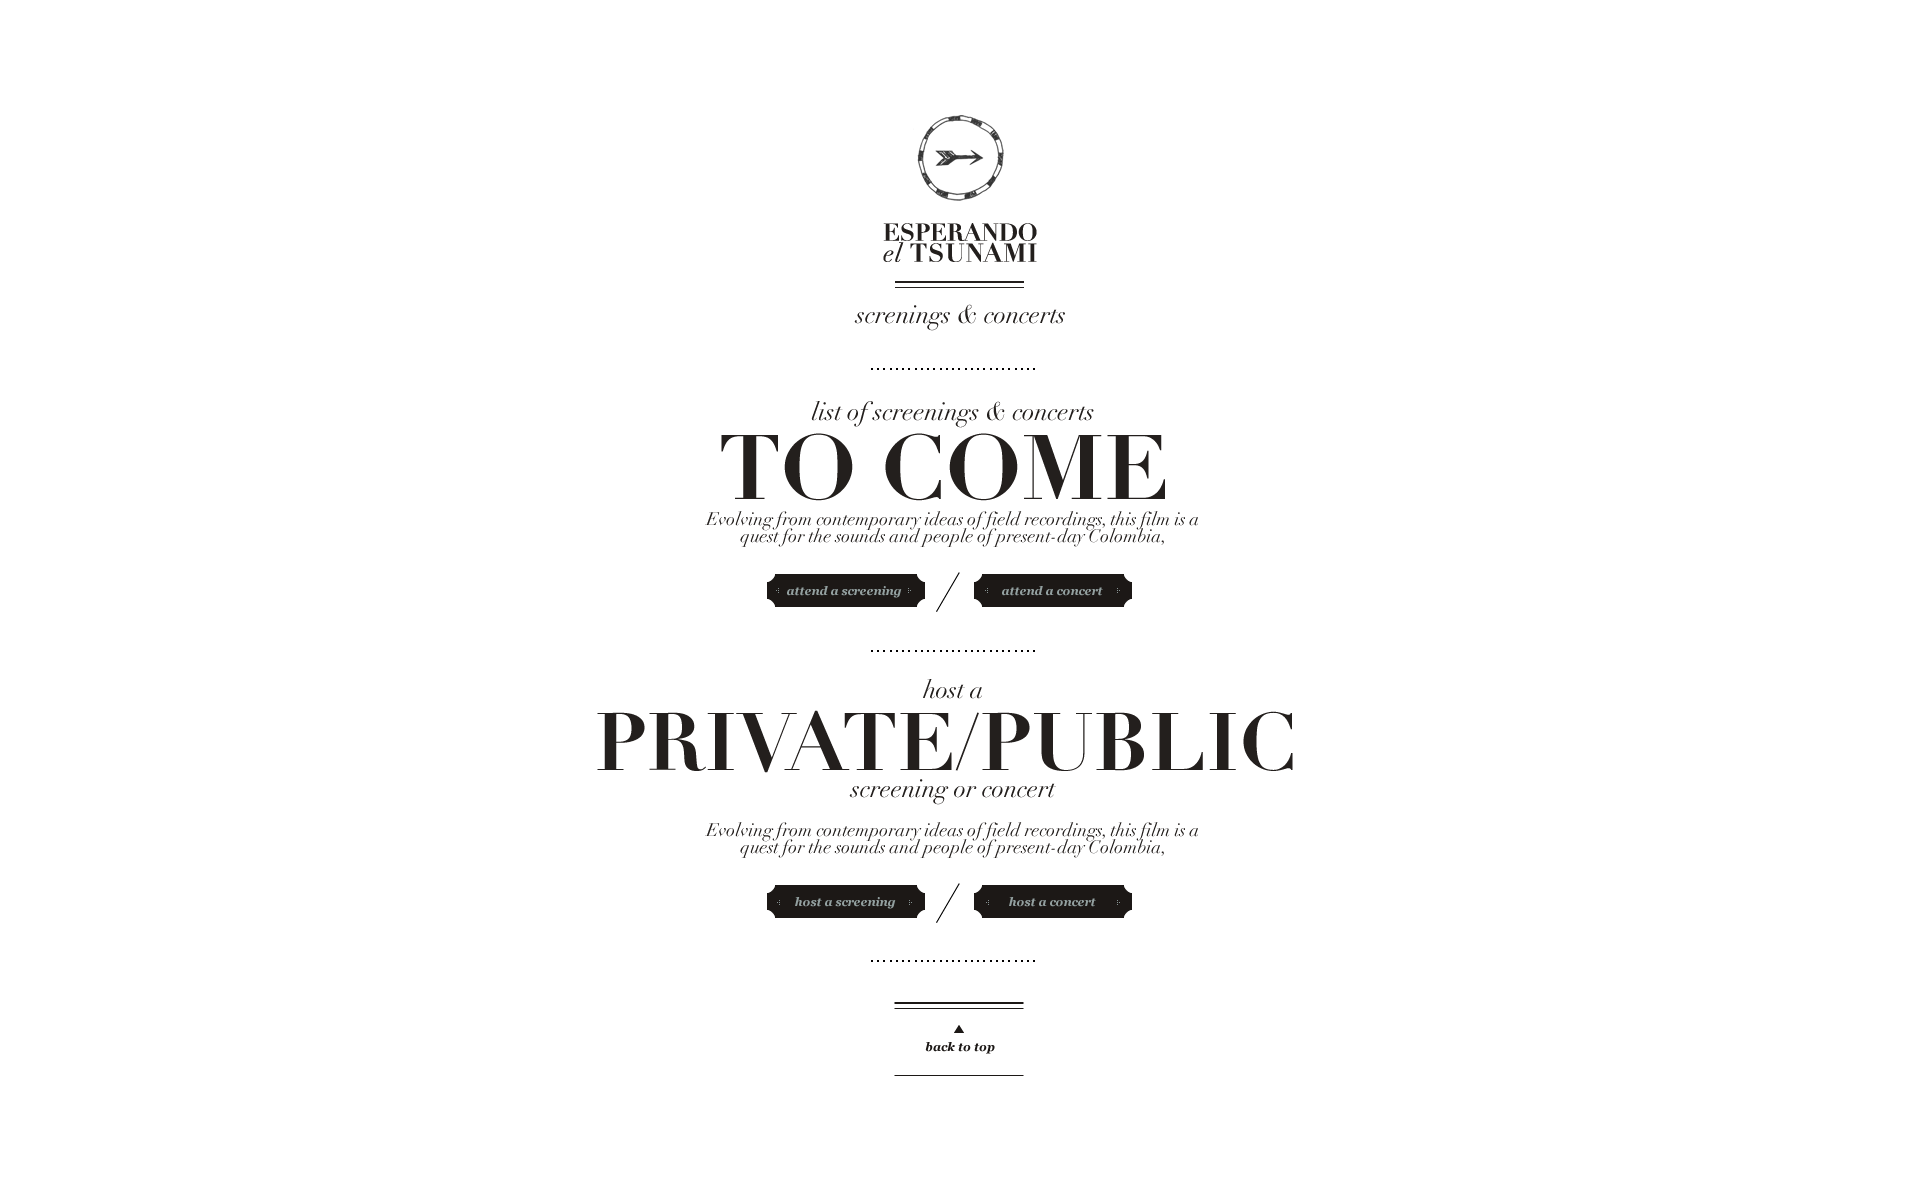 ESPERANDO
el TSUNAMI
screnings & concerts
list of screenings & concerts
TO COME
Evolving from contemporary ideas of field recordings, this film is a
quest for the sounds and people of present-day Colombia,
attend a screening / attend a concert
host a
PRIVATE/PUBLIC
screening or concert
Evolving from contemporary ideas of field recordings, this film is a
quest for the sounds and people of present-day Colombia,
host a screening / host a concert
back to top